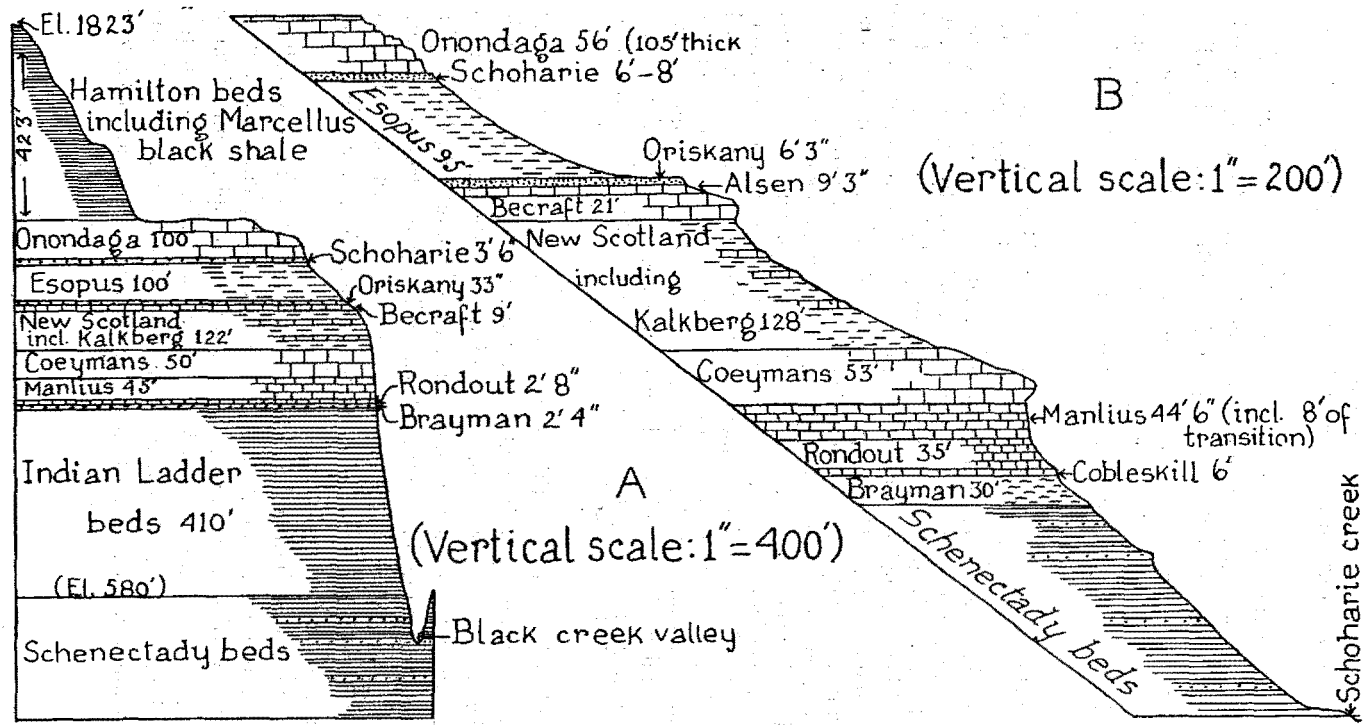 El. 1823'
423'
Hamilton beds
including Marcellus
black shale
Onondaga 100'
Schoharie 3' 6"
Esopus 100'
Oriskany 33"
Becraft 9'
New Scotland
incl. Kalkberg 122'
Coeymans 50'
Manlius 45'
Rondout 2' 8"
Brayman 2' 4"
Indian Ladder
beds 410'
(El. 580')
Schenectady beds
Black creek valley
A
(Vertical scale: 1"=400')
Onondaga 56' (105' thick
Schoharie 6'-8'
Esopus 95'
Oriskany 6'3"
Alsen 9'3"
Becraft 21'
New Scotland
including
Kalkberg 128'
Coeymans 53'
Manlius 44'6" (incl. 8' of
transition)
Rondout 35'
Cobleskill 6'
Brayman 30'
Schenectady beds
Schoharie creek
B
(Vertical scale: 1"=200')